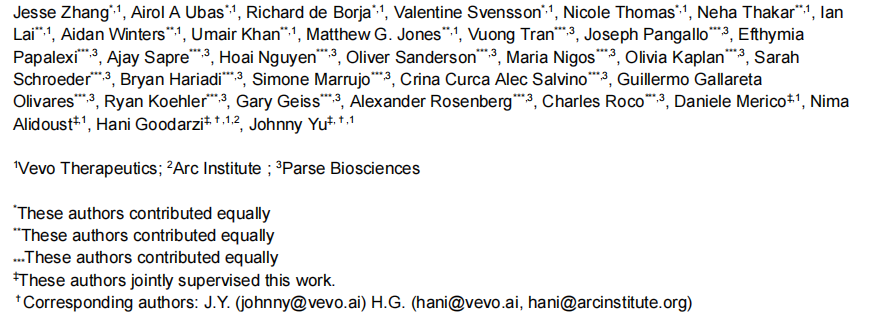 Jesse Zhang*,1, Airol A Ubas*,1, Richard de Borja*,1, Valentine Svensson*,1, Nicole Thomas*,1, Neha Thakar**,1, Ian
Lai**,1, Aidan Winters**,1, Umair Khan**,1, Matthew G. Jones**,1, Vuong Tran***,3, Joseph Pangallo***,3, Efthymia
Papalexi***,3, Ajay Sapre***,3, Hoai Nguyen***,3, Oliver Sanderson***,3, Maria Nigos***,3, Olivia Kaplan***,3, Sarah
Schroeder***,3, Bryan Hariadi***,3, Simone Marrujo***,3, Crina Curca Alec Salvino***,3, Guillermo Gallareta
Olivares***,3, Ryan Koehler***,3, Gary Geiss***,3, Alexander Rosenberg***,3, Charles Roco***,3, Daniele Merico‡,1, Nima
Alidoust‡,1, Hani Goodarzi‡,†,1,2, Johnny Yu‡,†,1
1Vevo Therapeutics; 2Arc Institute ; 3Parse Biosciences
*These authors contributed equally
**These authors contributed equally
***These authors contributed equally
‡These authors jointly supervised this work.
†Corresponding authors: J.Y. (johnny@vevo.ai) H.G. (hani@vevo.ai, hani@arcinstitute.org)